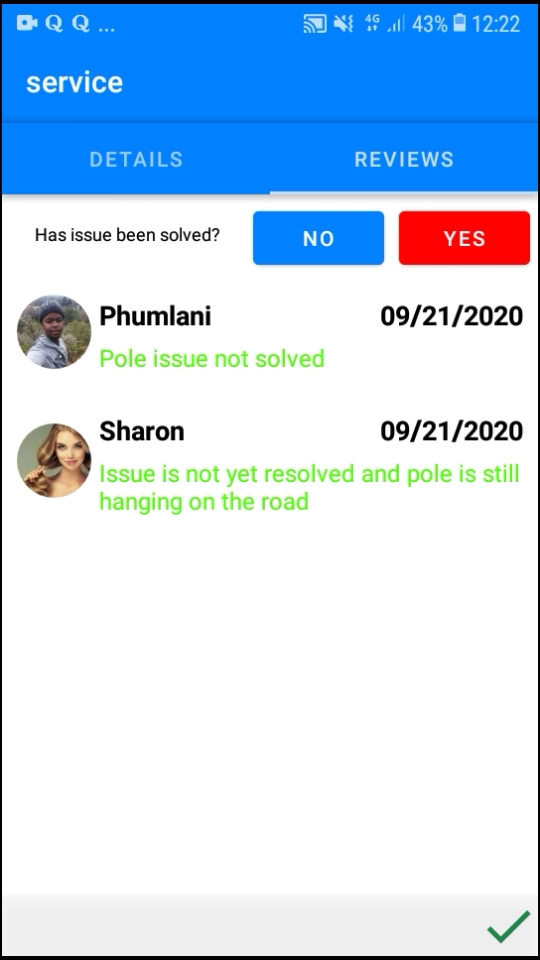 Q Q ... 4G 43% 12:22
service
DETAILS REVIEWS
Has issue been solved? NO YES
Phumlani 09/21/2020
Pole issue not solved
Sharon 09/21/2020
Issue is not yet resolved and pole is still
hanging on the road